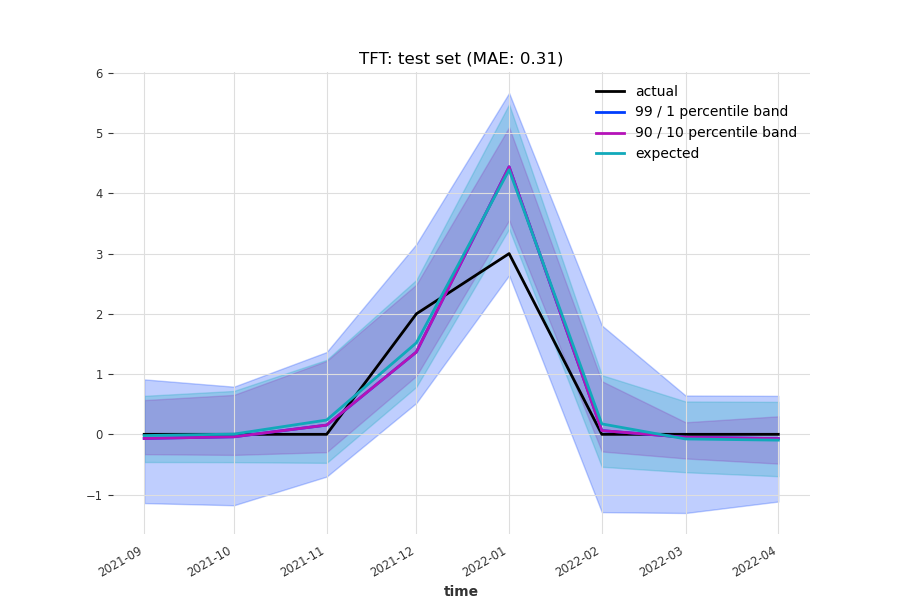 TFT: test set (MAE: 0.31)
actual
99 / 1 percentile band
90 / 10 percentile band
expected
6
5
4
3
2
1
0
−1
2021-09
2021-10
2021-11
2021-12
2022-01
2022-02
2022-03
2022-04
time